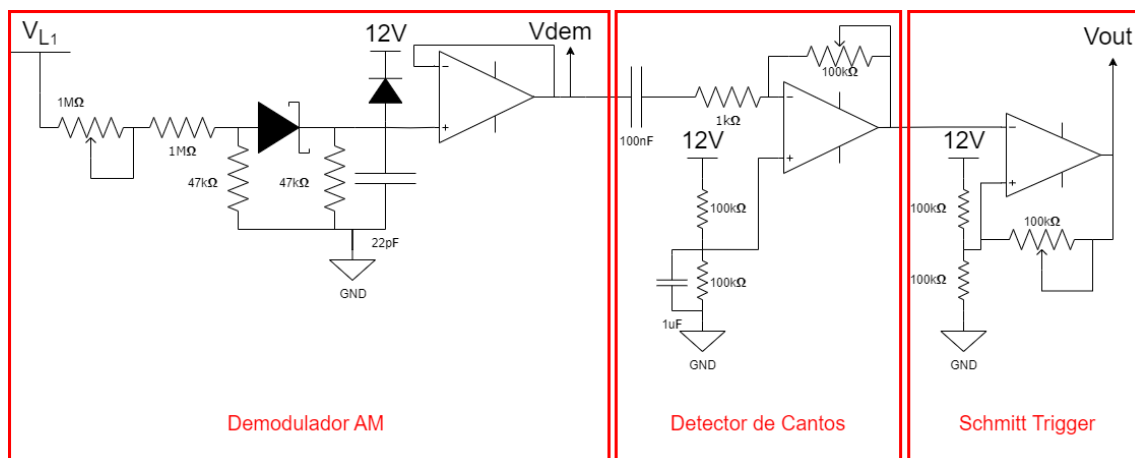 V_L1
1MΩ
1MΩ
47kΩ
47kΩ
12V
22pF
GND
Vdem
100nF
1kΩ
100kΩ
12V
100kΩ
100kΩ
1uF
GND
12V
100kΩ
100kΩ
100kΩ
GND
Vout
Demodulador AM
Detector de Cantos
Schmitt Trigger